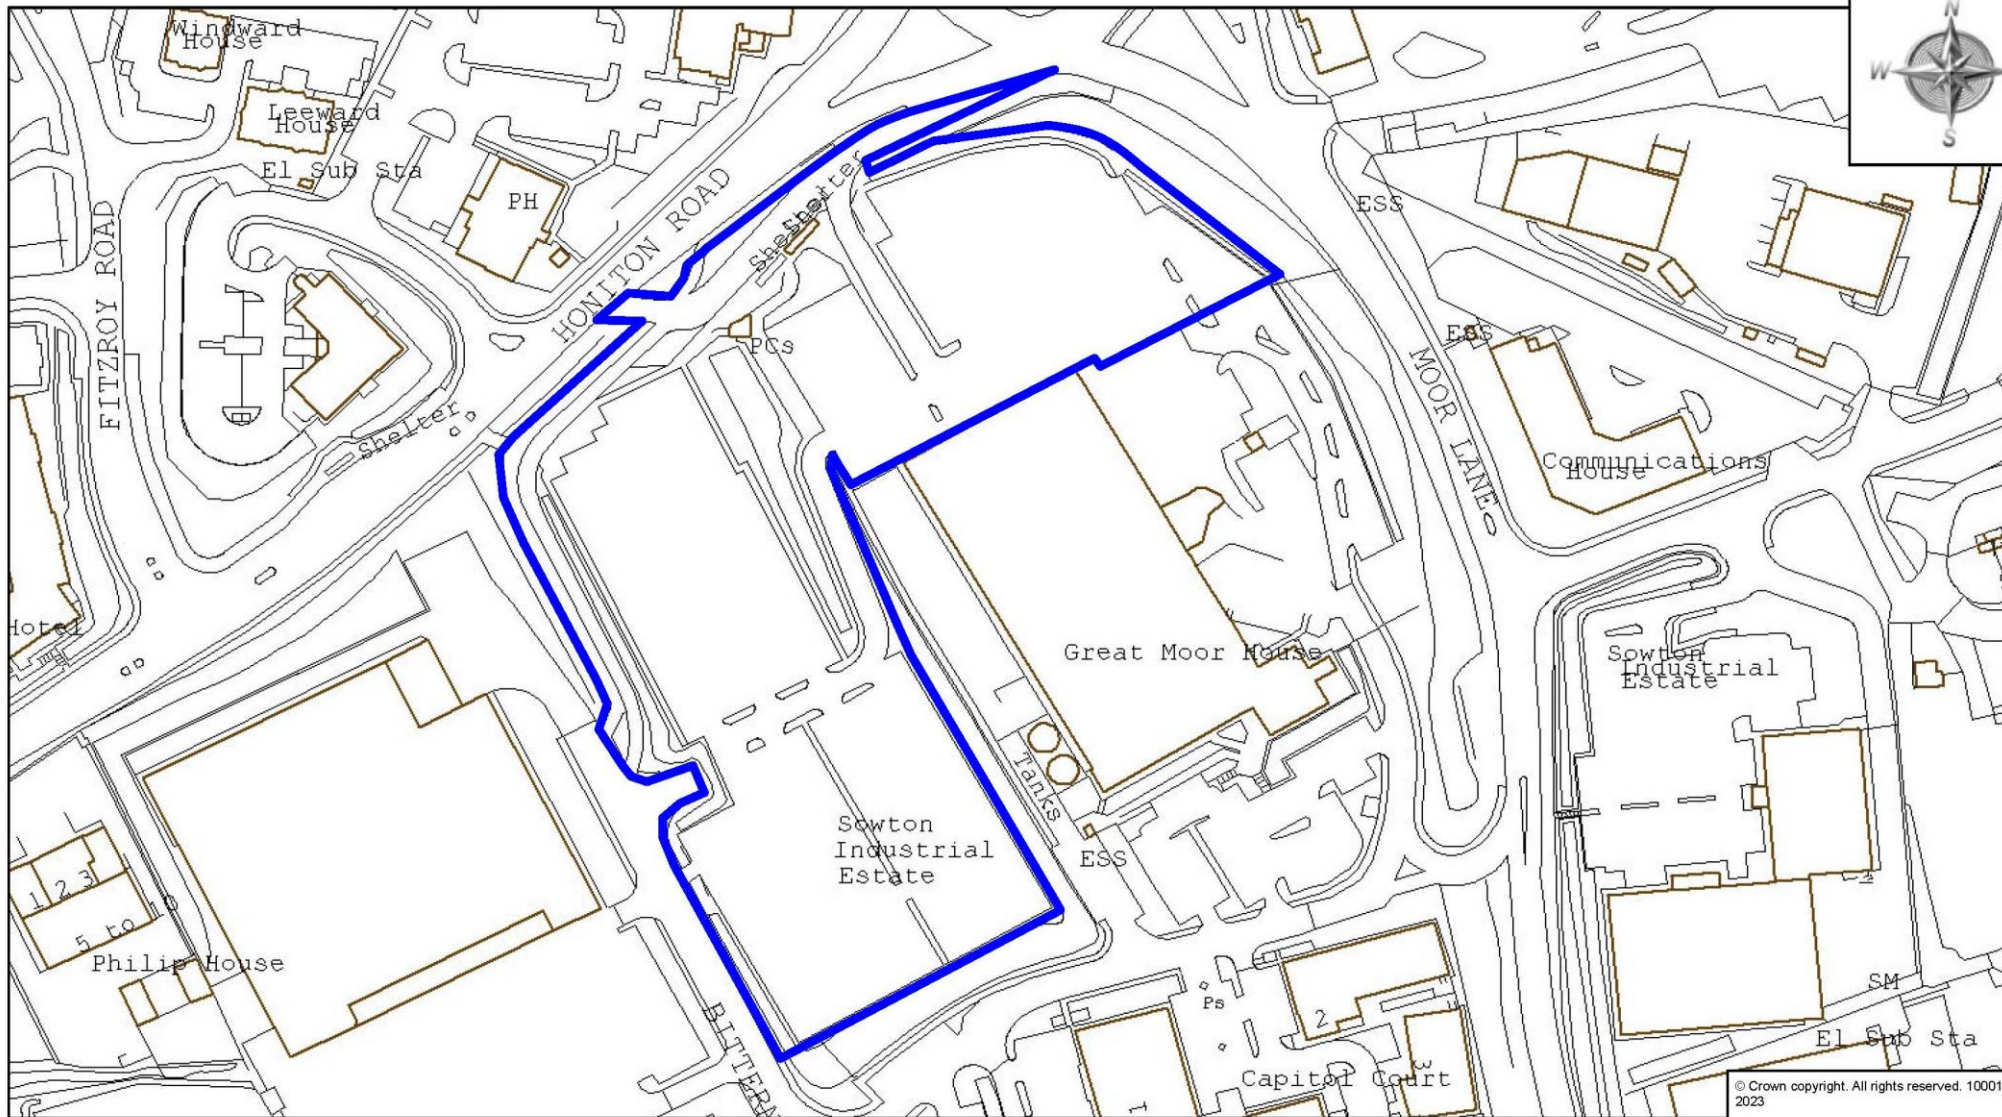 N
W
S
Windward
House
Leeward
House
El Sub Sta
PH
FITZROY ROAD
HONITON ROAD
Shelter
Shelter
PCs
Shelter
ESS
ESS
MOOR LANE
Communications
House
Hotel
Great Moor House
Tanks
Sowton
Industrial
Estate
Sowton
Industrial
Estate
ESS
1
2
3
5 to
Philip House
Ps
2
3
1
SM
El Sub Sta
Capitol Court
© Crown copyright. All rights reserved. 10001
2023